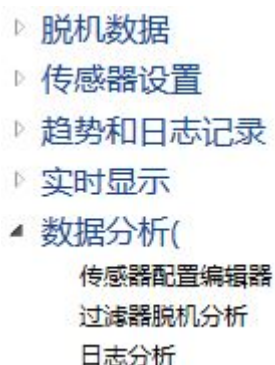 脱机数据
传感器设置
趋势和日志记录
实时显示
数据分析(
传感器配置编辑器
过滤器脱机分析
日志分析